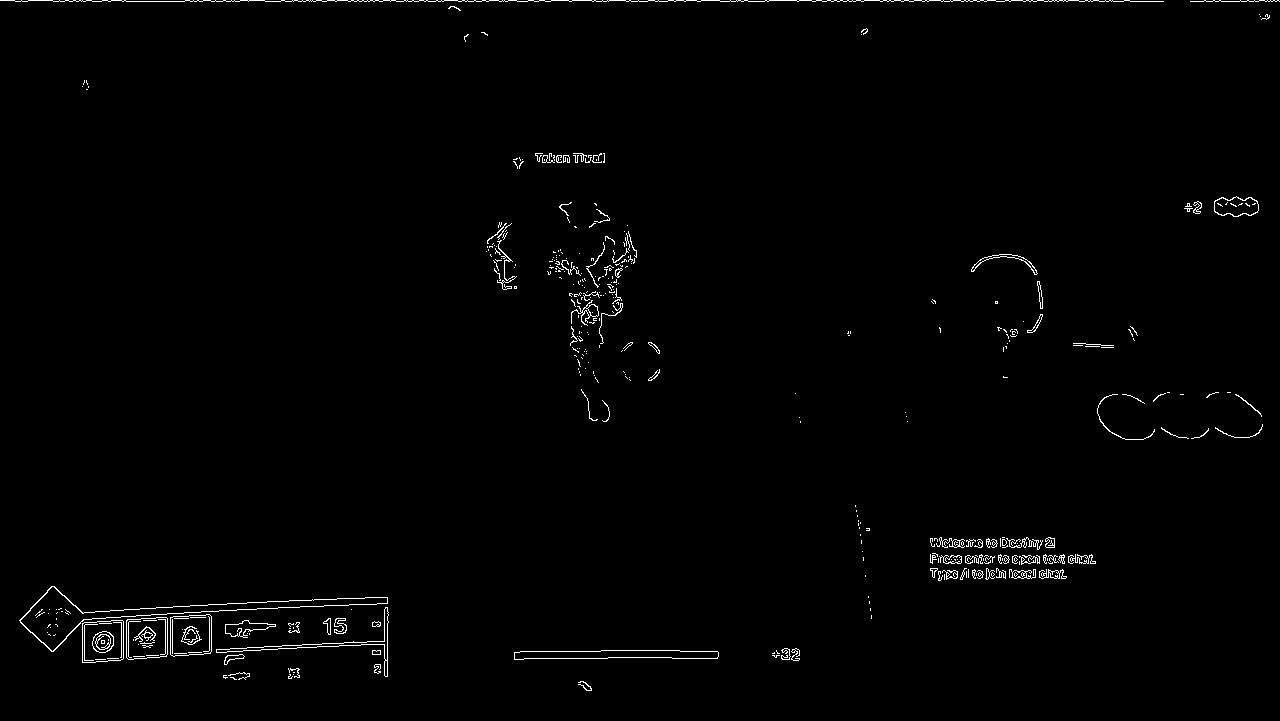 Taken Thrall
+2
Welcome to Destiny 2!
Press enter to open text chat.
Type /l to join local chat.
15
+32